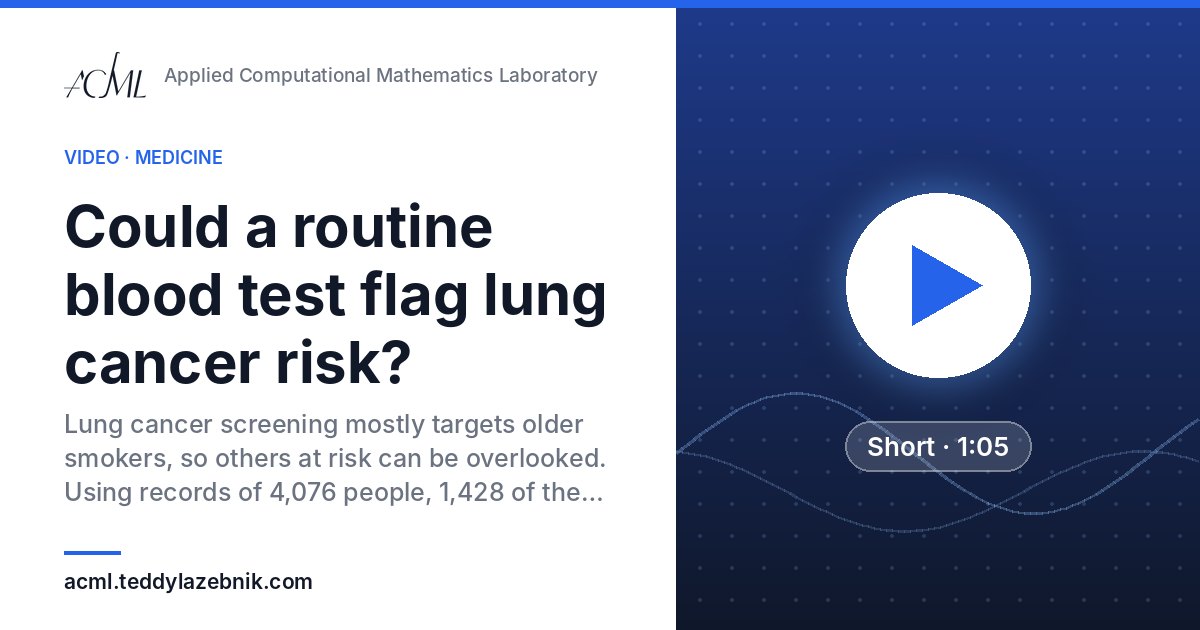 ACML
Applied Computational Mathematics Laboratory
VIDEO · MEDICINE
Could a routine
blood test flag lung
cancer risk?
Lung cancer screening mostly targets older
smokers, so others at risk can be overlooked.
Using records of 4,076 people, 1,428 of the…
Short · 1:05
acml.teddylazebnik.com